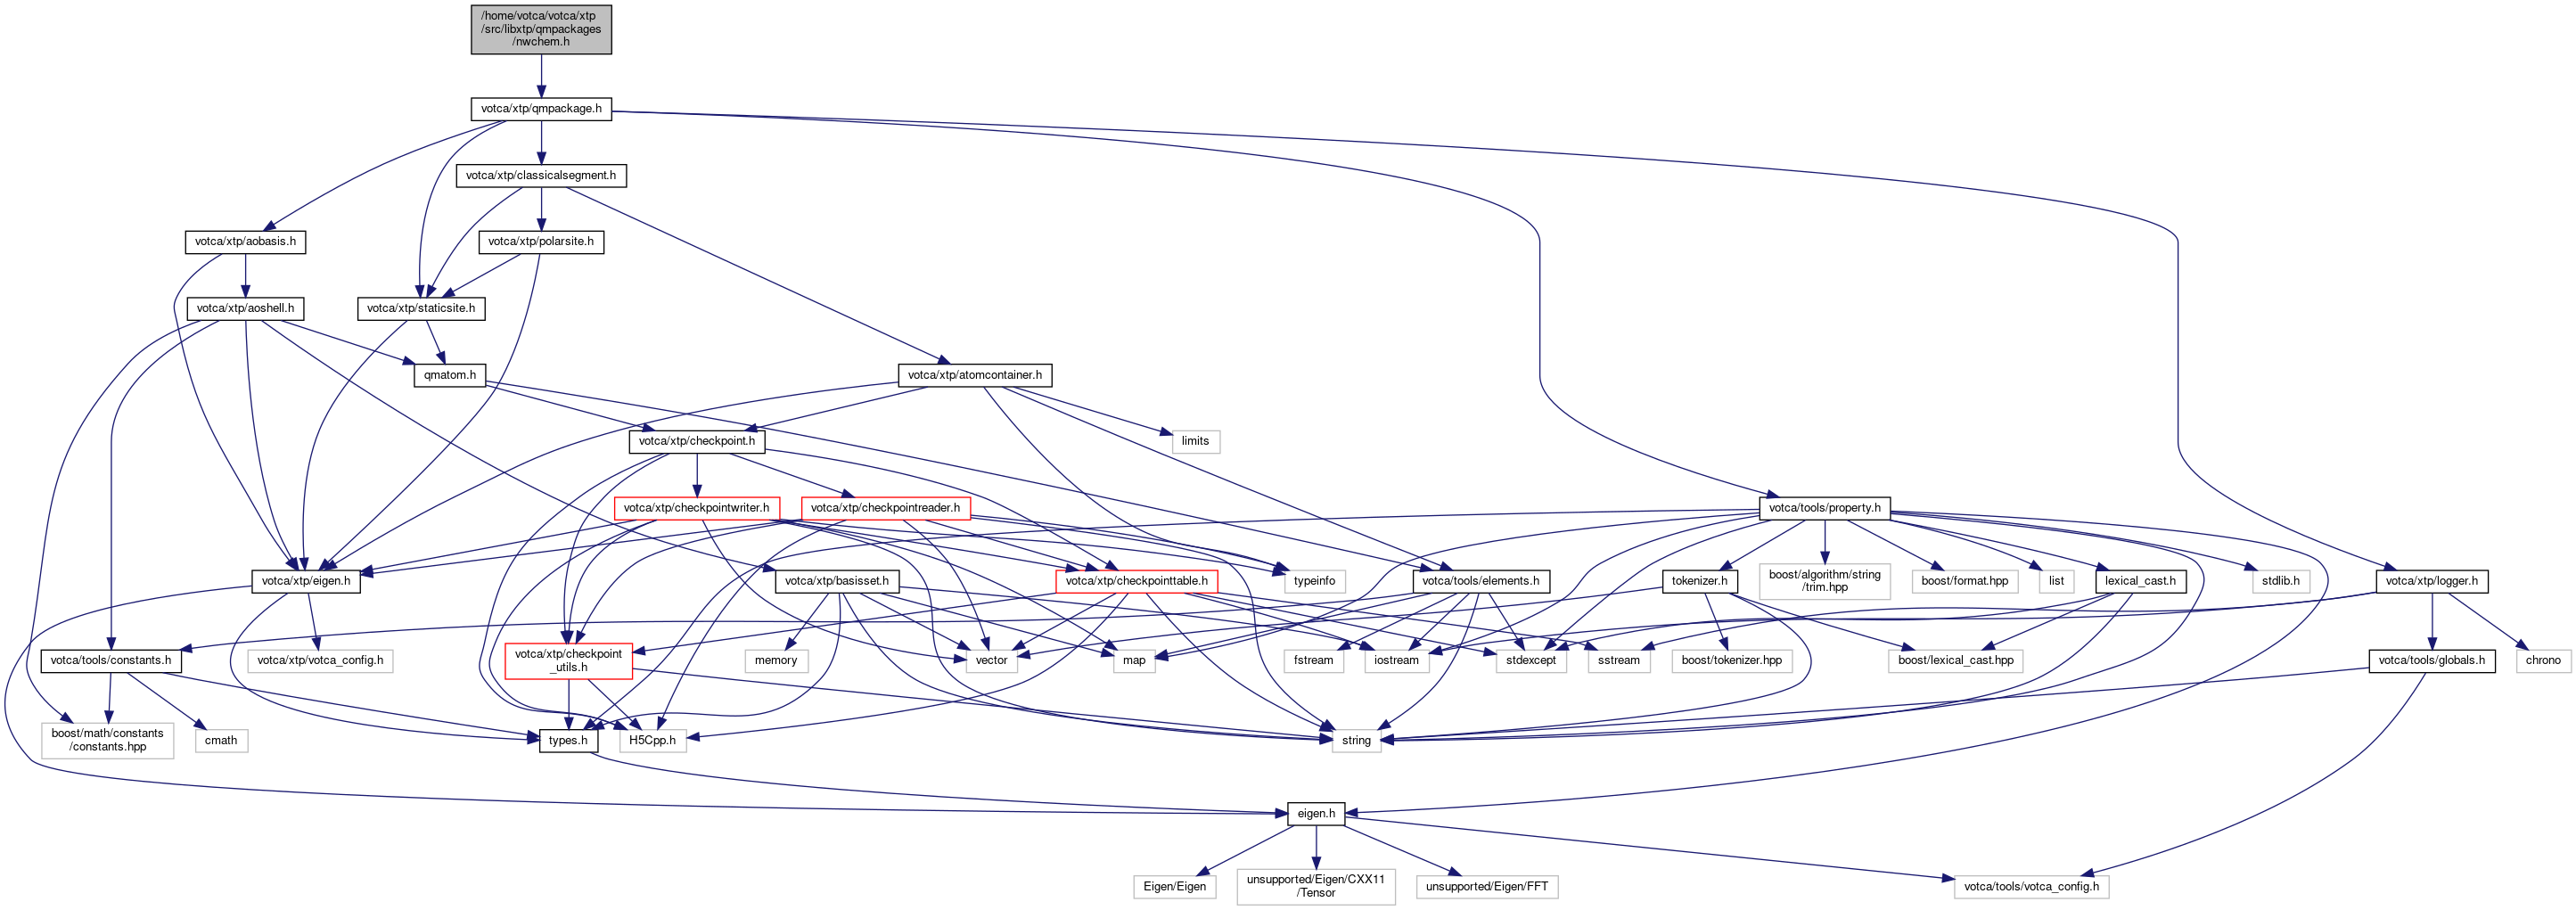 /home/votca/votca/xtp
/src/libxtp/qmpackages
/nwchem.h
votca/xtp/qmpackage.h
votca/xtp/classicalsegment.h
votca/xtp/aobasis.h
votca/xtp/polarsite.h
votca/xtp/aoshell.h
votca/xtp/staticsite.h
qmatom.h
votca/xtp/atomcontainer.h
votca/xtp/checkpoint.h
limits
votca/xtp/checkpointwriter.h
votca/xtp/checkpointreader.h
votca/tools/property.h
votca/xtp/eigen.h
votca/xtp/basisset.h
votca/xtp/checkpointtable.h
typeinfo
votca/tools/elements.h
tokenizer.h
boost/algorithm/string
/trim.hpp
boost/format.hpp
list
lexical_cast.h
stdlib.h
votca/xtp/logger.h
votca/tools/constants.h
votca/xtp/votca_config.h
votca/xtp/checkpoint
_utils.h
memory
vector
map
fstream
iostream
stdexcept
sstream
boost/tokenizer.hpp
boost/lexical_cast.hpp
votca/tools/globals.h
chrono
boost/math/constants
/constants.hpp
cmath
types.h
H5Cpp.h
string
eigen.h
Eigen/Eigen
unsupported/Eigen/CXX11
/Tensor
unsupported/Eigen/FFT
votca/tools/votca_config.h